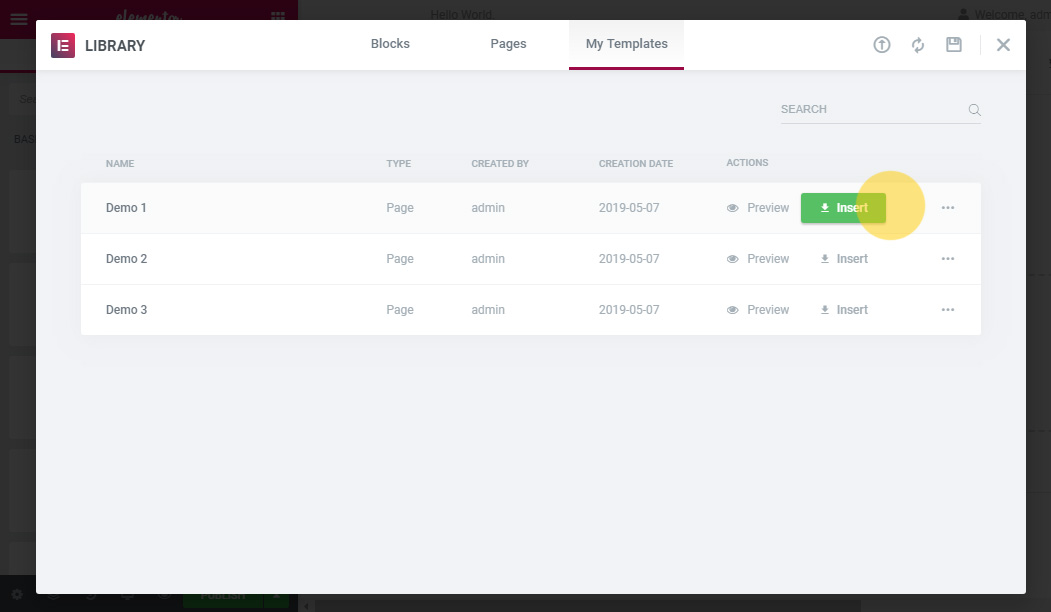 elementor
Hello World
Welcome, adm
LIBRARY
Blocks
Pages
My Templates
SEARCH
BAS
NAME TYPE CREATED BY CREATION DATE ACTIONS
Demo 1 Page admin 2019-05-07 Preview Insert
Demo 2 Page admin 2019-05-07 Preview Insert
Demo 3 Page admin 2019-05-07 Preview Insert
PUBLISH